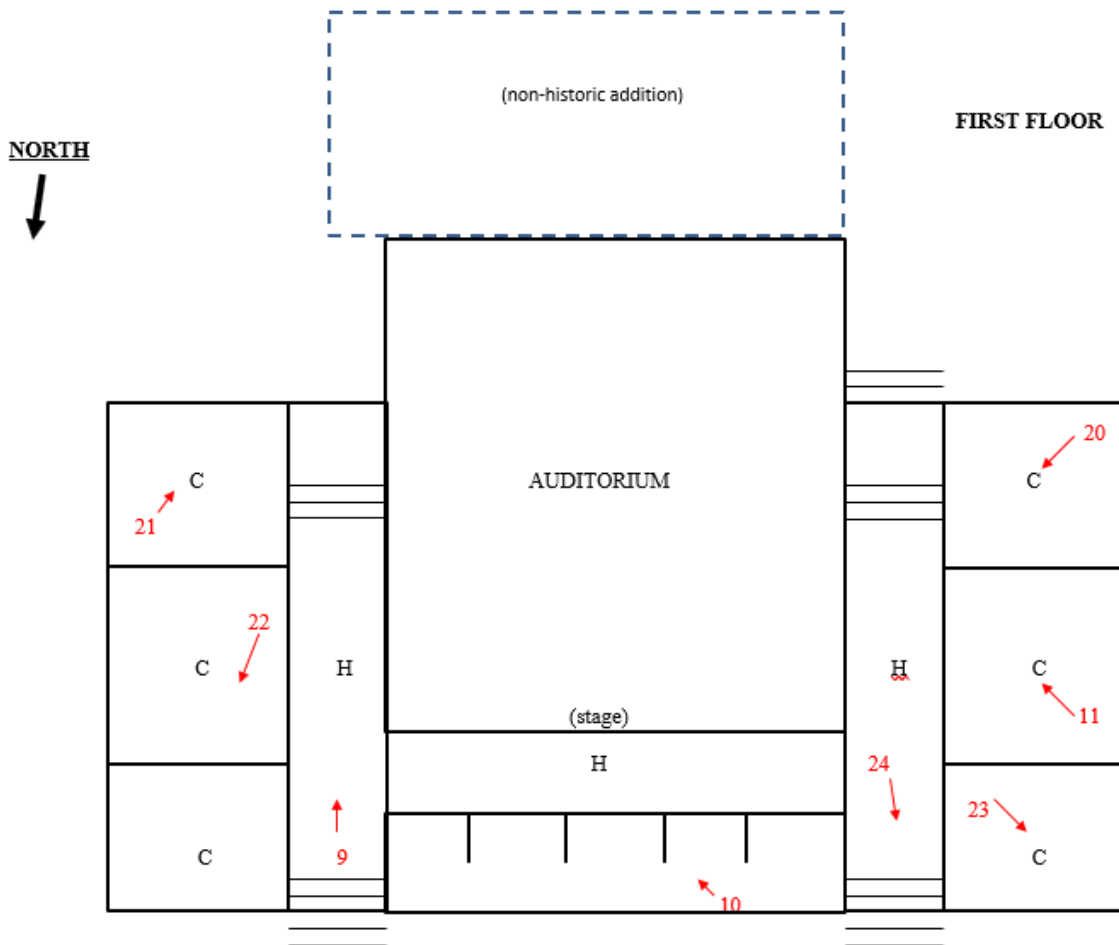 (non-historic addition)
FIRST FLOOR
NORTH
20
C
AUDITORIUM
C
21
22
C
H
H
C
11
(stage)
H
24
23
9
C
C
10